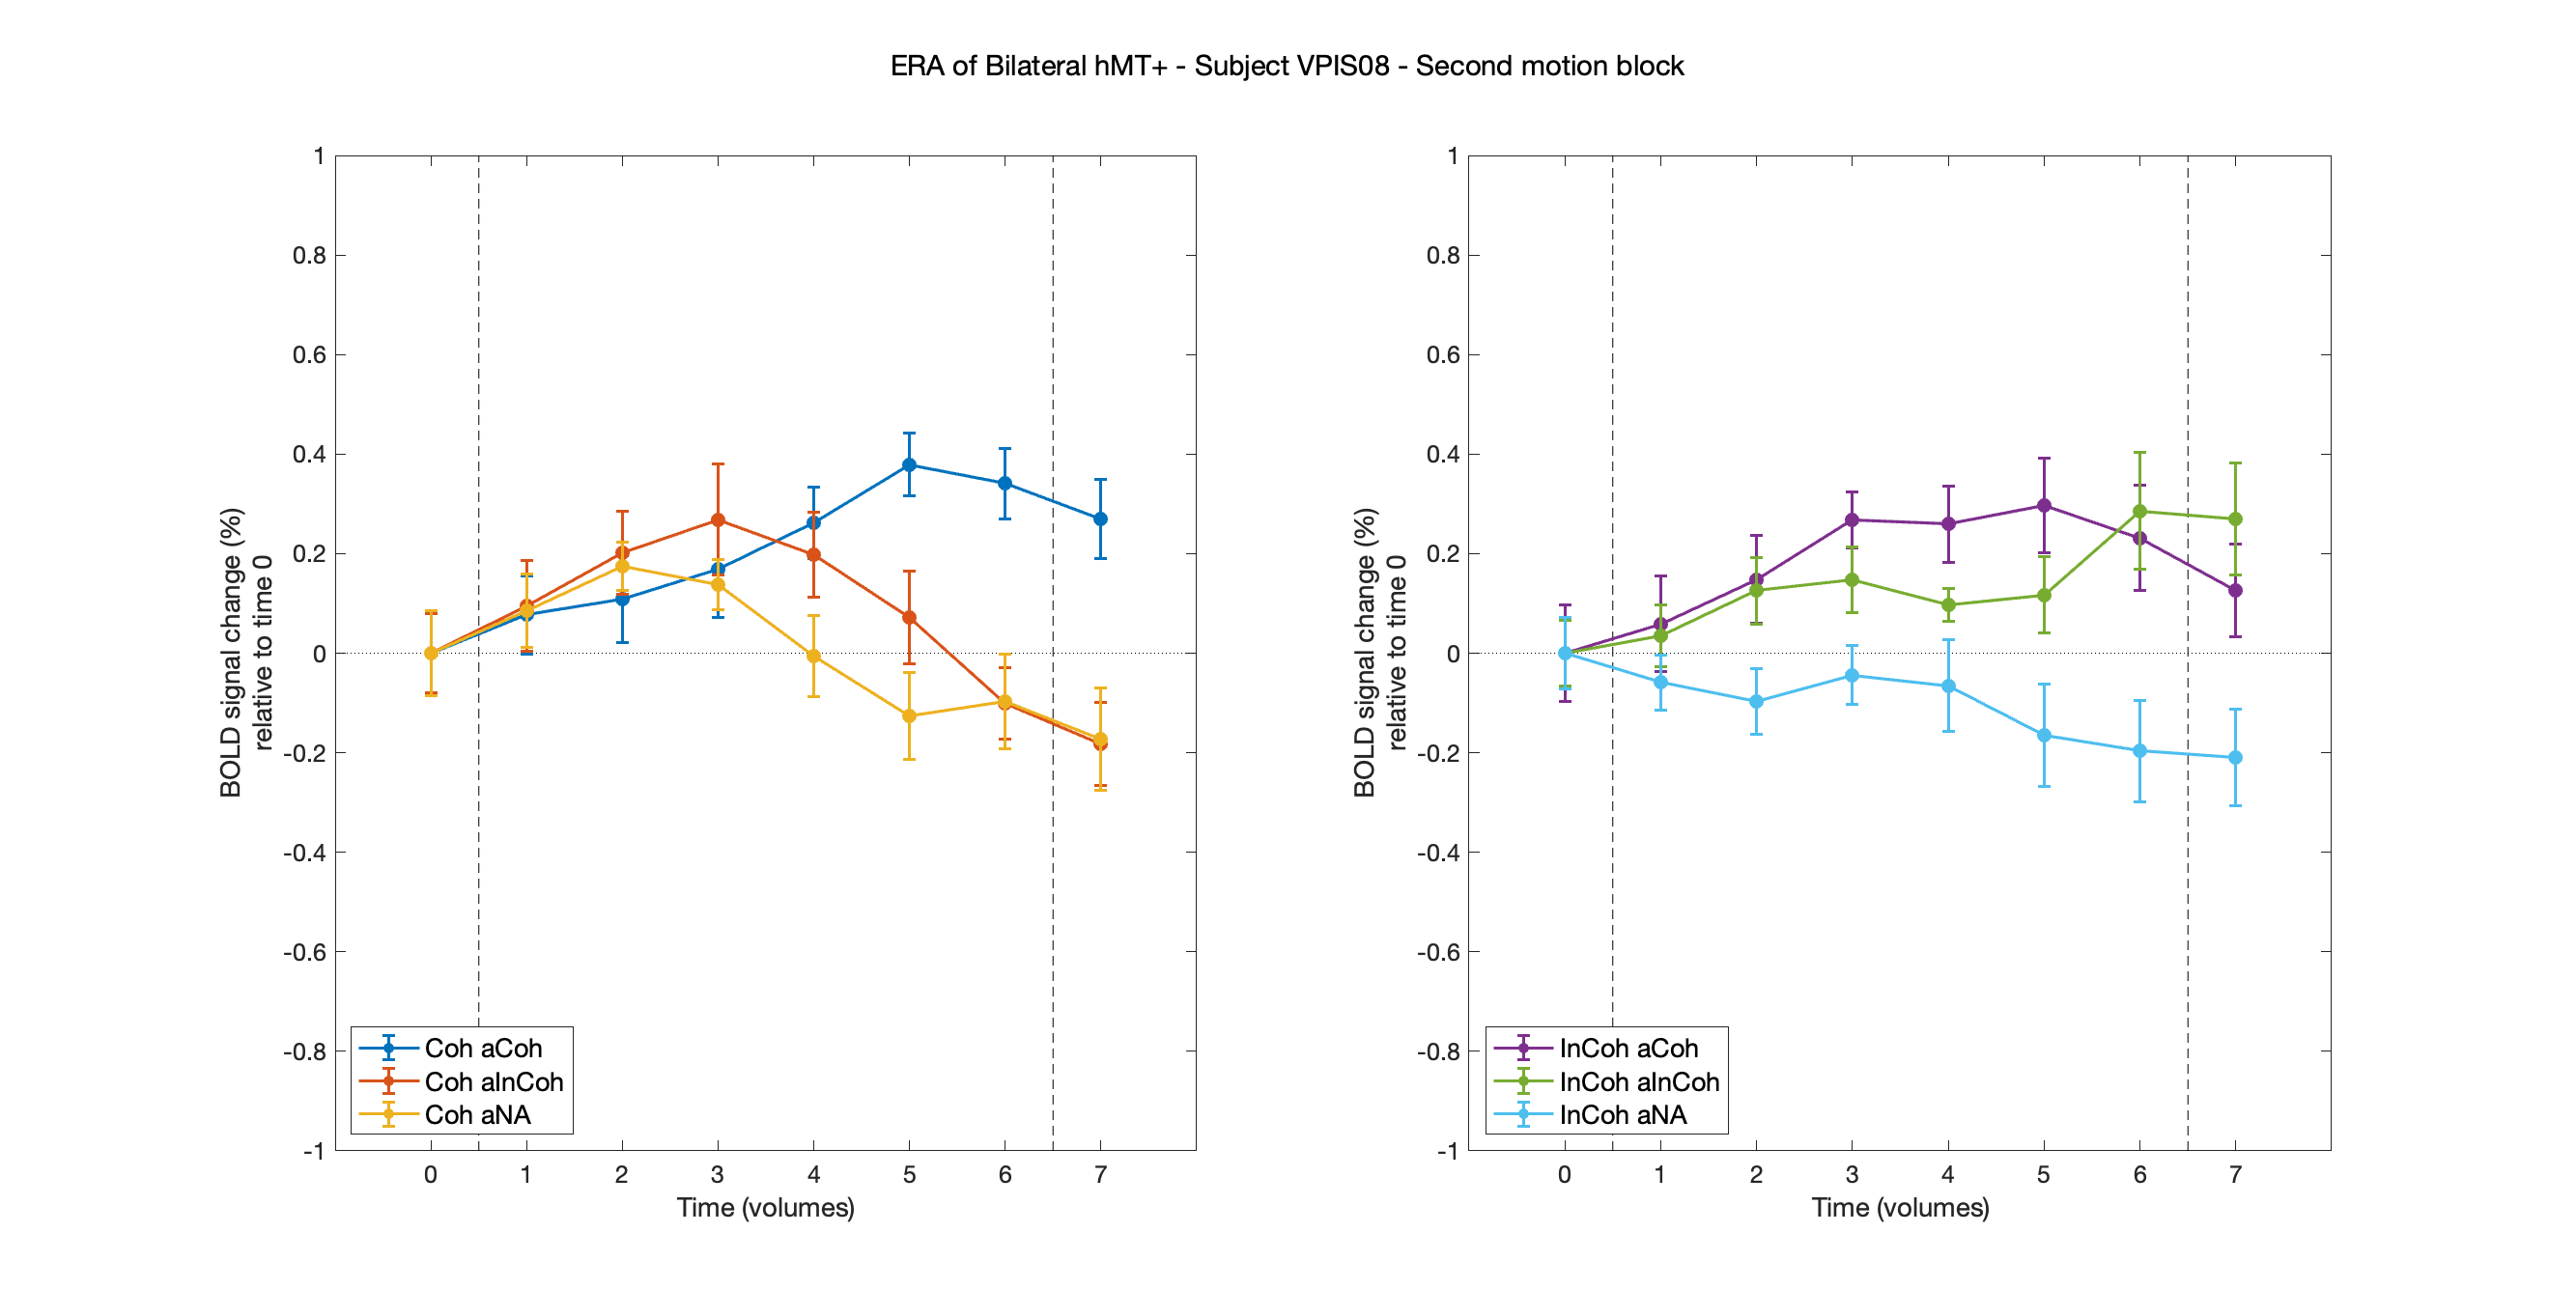 ERA of Bilateral hMT+ - Subject VPIS08 - Second motion block
BOLD signal change (%)
relative to time 0
1
0.8
0.6
0.4
0.2
0
-0.2
-0.4
-0.6
-0.8
-1
Coh aCoh
Coh aInCoh
Coh aNA
0 1 2 3 4 5 6 7
Time (volumes)
BOLD signal change (%)
relative to time 0
1
0.8
0.6
0.4
0.2
0
-0.2
-0.4
-0.6
-0.8
-1
InCoh aCoh
InCoh aInCoh
InCoh aNA
0 1 2 3 4 5 6 7
Time (volumes)